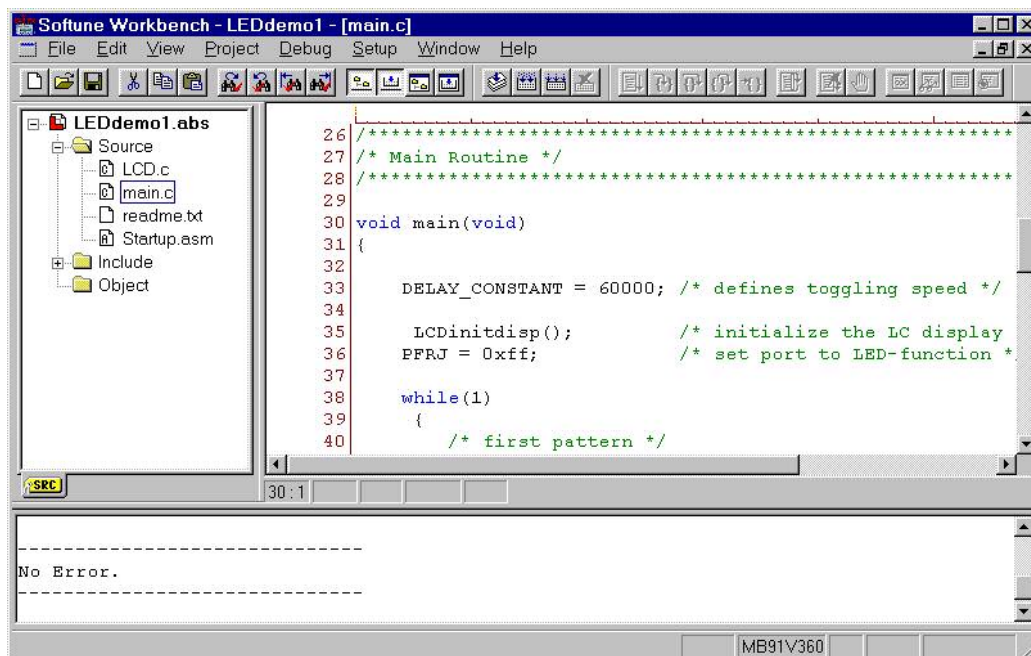 Softune Workbench - LEDdemo1 - [main.c]
File Edit View Project Debug Setup Window Help
LEDdemo1.abs
Source
LCD.c
main.c
readme.txt
Startup.asm
Include
Object
SRC
26 /********************************************************
27 /* Main Routine */
28 /********************************************************
29
30 void main(void)
31 {
32
33 DELAY_CONSTANT = 60000; /* defines toggling speed */
34
35 LCDinitdisp(); /* initialize the LC display
36 PFRJ = 0xff; /* set port to LED-function *
37
38 while(1)
39 {
40 /* first pattern */
30 : 1
------------------------------
No Error.
------------------------------
MB91V360